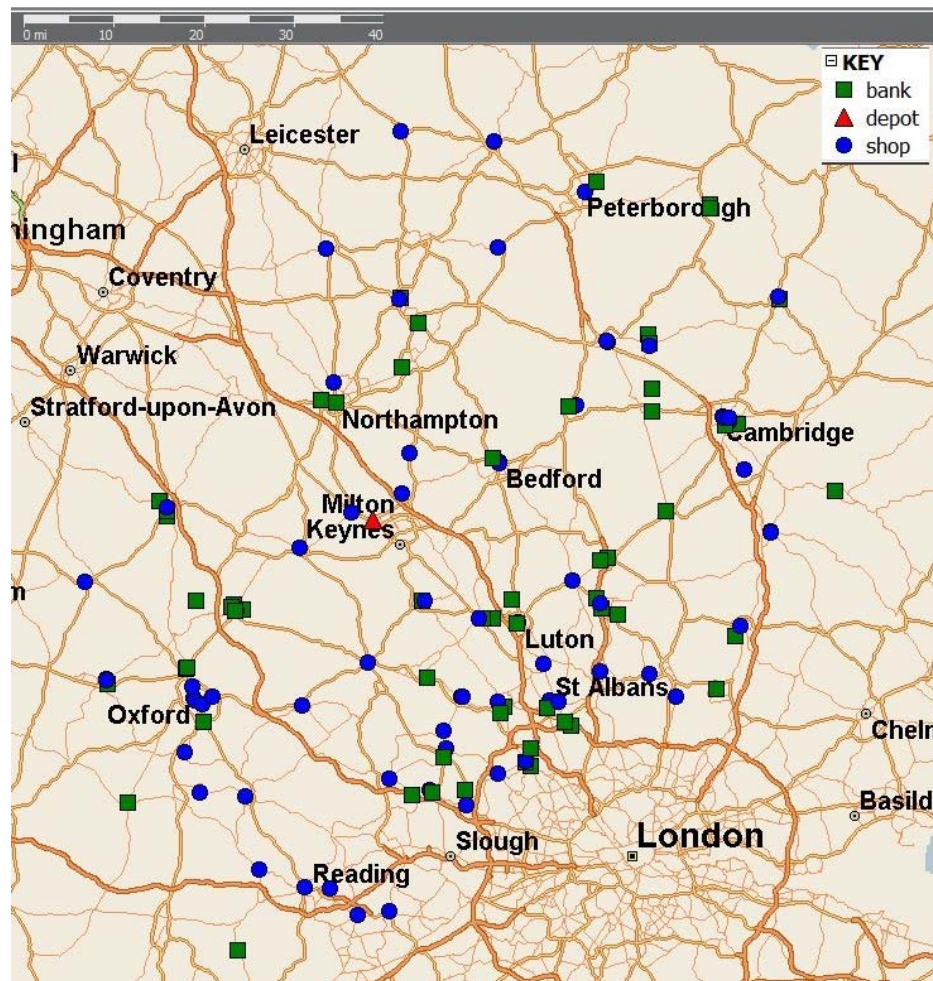 0 mi 10 20 30 40
KEY
bank
depot
shop
Leicester
l
Peterborough
ningham
Coventry
Warwick
Stratford-upon-Avon
Northampton
Cambridge
Bedford
Milton
Keynes
m
Luton
St Albans
Oxford
Cheln
Basild
London
Slough
Reading